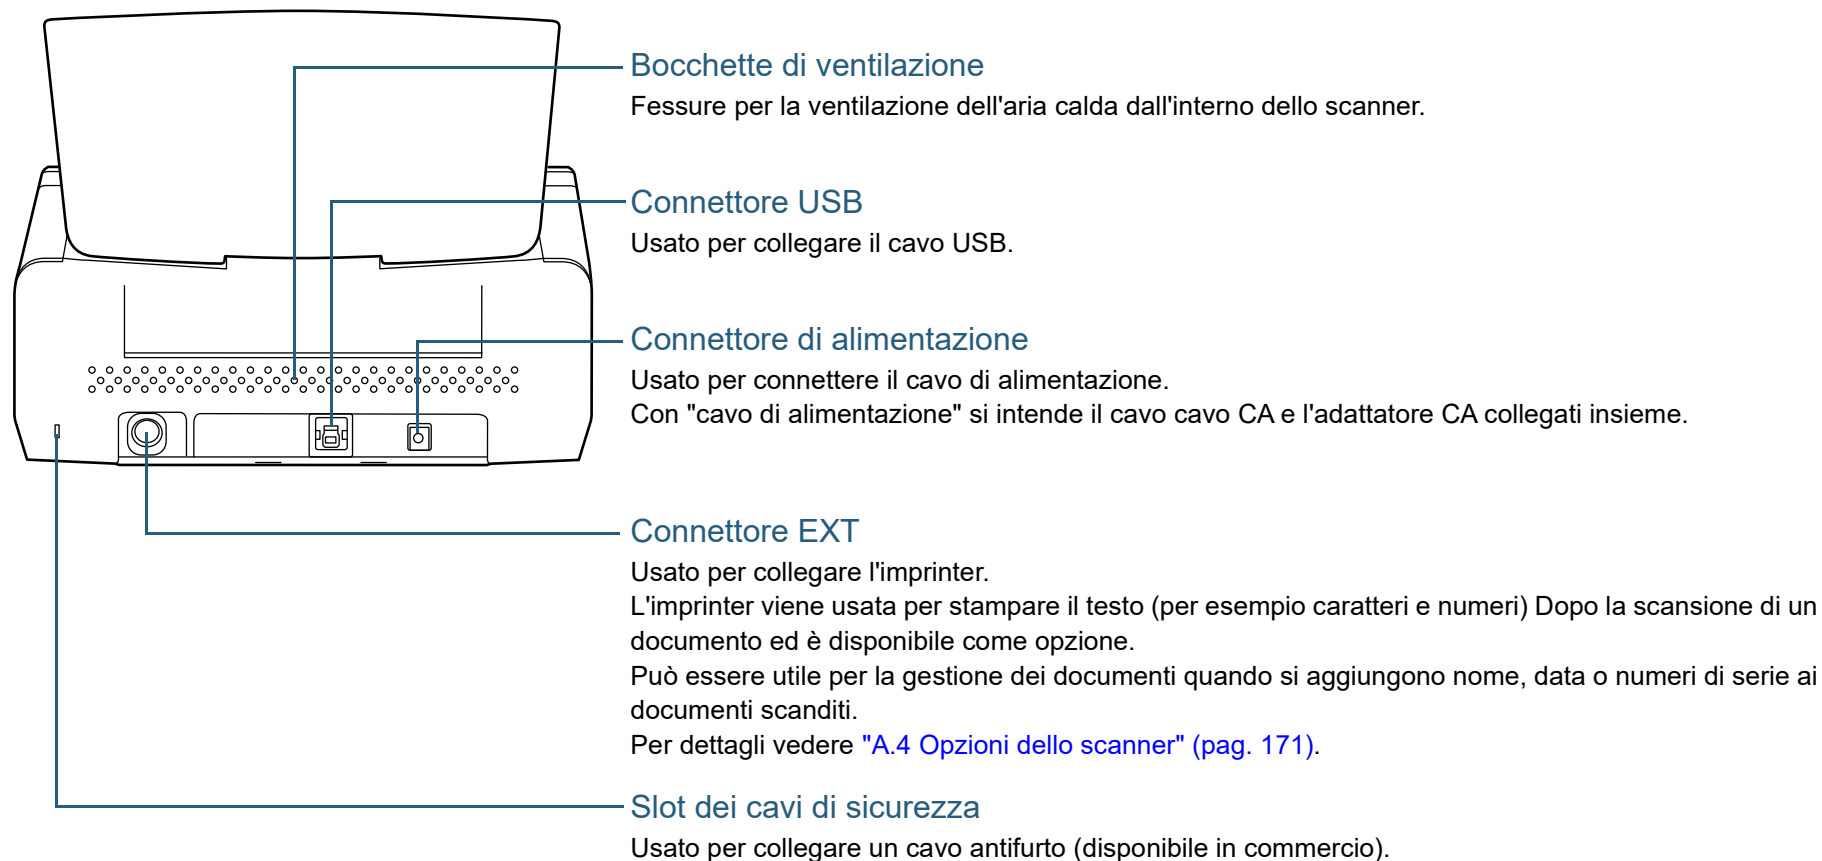 Bocchette di ventilazione
Fessure per la ventilazione dell'aria calda dall'interno dello scanner.
Connettore USB
Usato per collegare il cavo USB.
Connettore di alimentazione
Usato per connettere il cavo di alimentazione.
Con "cavo di alimentazione" si intende il cavo cavo CA e l'adattatore CA collegati insieme.
Connettore EXT
Usato per collegare l'imprinter.
L'imprinter viene usata per stampare il testo (per esempio caratteri e numeri) Dopo la scansione di un
documento ed è disponibile come opzione.
Può essere utile per la gestione dei documenti quando si aggiungono nome, data o numeri di serie ai
documenti scanditi.
Per dettagli vedere "A.4 Opzioni dello scanner" (pag. 171).
Slot dei cavi di sicurezza
Usato per collegare un cavo antifurto (disponibile in commercio).